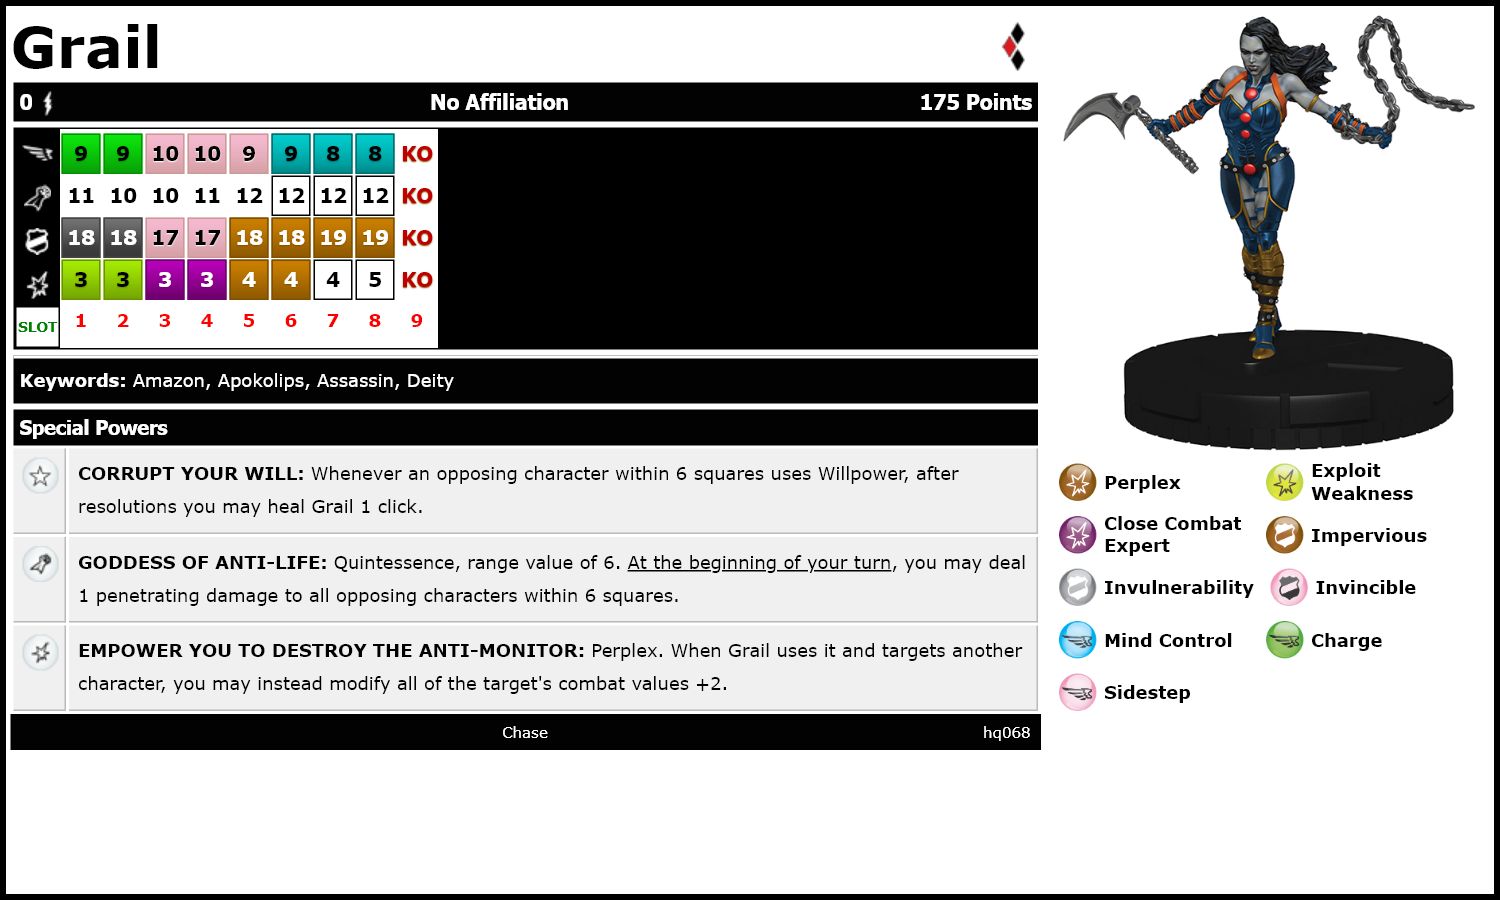 Grail
0 No Affiliation 175 Points
9 9 10 10 9 9 8 8 KO
11 10 10 11 12 12 12 12 KO
18 18 17 17 18 18 19 19 KO
3 3 3 3 4 4 4 5 KO
SLOT 1 2 3 4 5 6 7 8 9
Keywords: Amazon, Apokolips, Assassin, Deity
Special Powers
CORRUPT YOUR WILL: Whenever an opposing character within 6 squares uses Willpower, after
resolutions you may heal Grail 1 click.
GODDESS OF ANTI-LIFE: Quintessence, range value of 6. At the beginning of your turn, you may deal
1 penetrating damage to all opposing characters within 6 squares.
EMPOWER YOU TO DESTROY THE ANTI-MONITOR: Perplex. When Grail uses it and targets another
character, you may instead modify all of the target's combat values +2.
Chase hq068
Perplex
Exploit
Weakness
Close Combat
Expert
Impervious
Invulnerability
Invincible
Mind Control
Charge
Sidestep